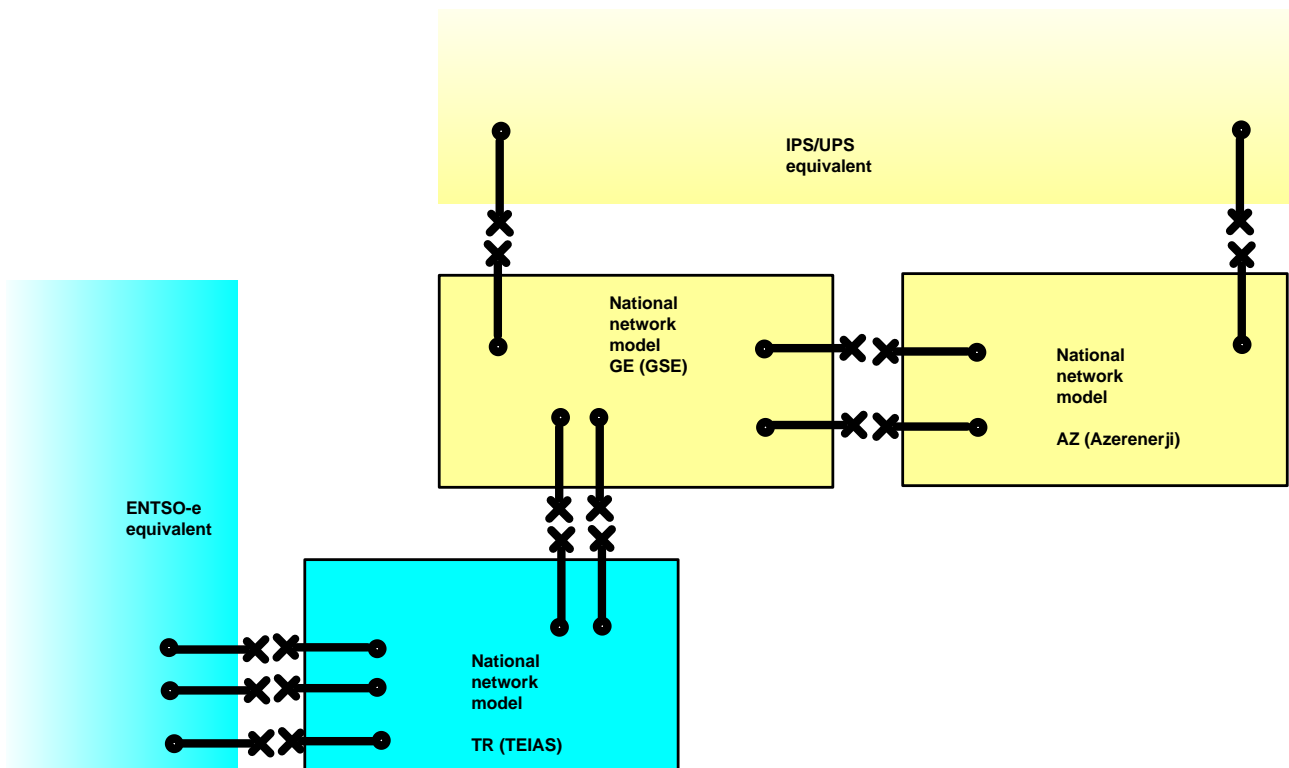 IPS/UPS
equivalent
National
network
model
GE (GSE)
National
network
model
AZ (Azerenerji)
ENTSO-e
equivalent
National
network
model
TR (TEIAS)